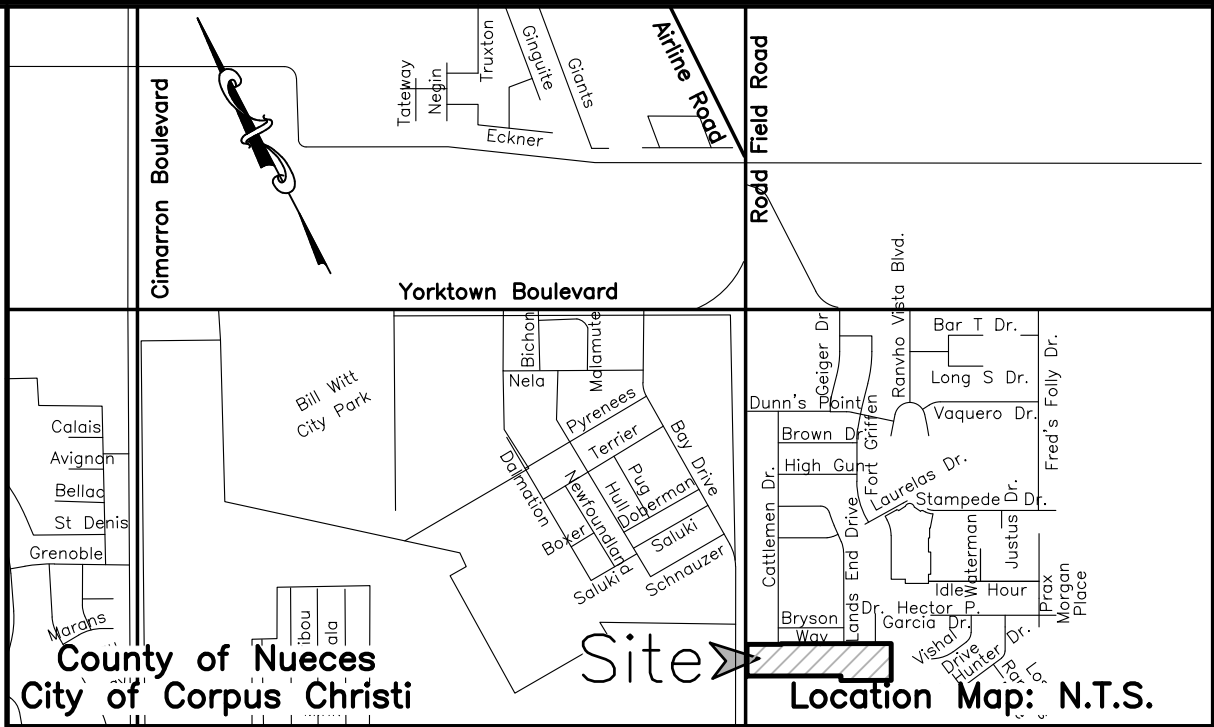 Cimarron Boulevard
Tateway
Negin
Truxton
Ginguite
Giants
Eckner
Airline Road
Rodd Field Road
Yorktown Boulevard
Bill Witt
City Park
Calais
Avignon
Bellac
St Denis
Grenoble
Marans
Bichon
Malamute
Nela
Pyrenees
Terrier
Bay Drive
Dalmation
Newfoundland
Pug
Hull
Doberman
Boxer
Saluki
Saluki
Schnauzer
Geiger Dr
Ranvho Vista Blvd.
Bar T Dr.
Long S Dr.
Fred's Folly Dr.
Dunn's Point
Vaquero Dr.
Brown Dr.
High Gun
Fort Griffen
Laurelas Dr.
Stampede Dr.
Cattlemen Dr.
Lands End Drive
Waterman
Justus Dr.
Idle Hour
Prax
Morgan
Place
Dr. Hector P.
Garcia Dr.
Bryson
Way
Vishal
Drive
Hunter Dr.
Site
County of Nueces
City of Corpus Christi
Location Map: N.T.S.